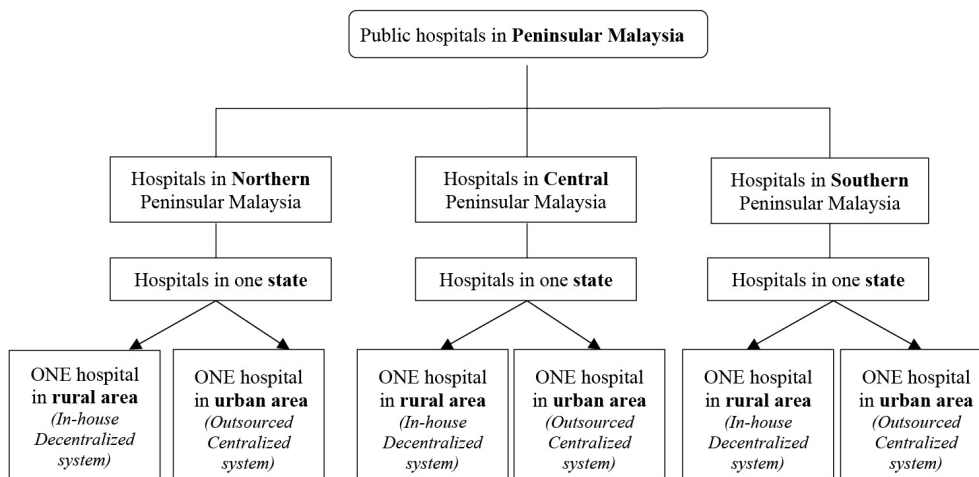 Public hospitals in Peninsular Malaysia
Hospitals in Northern
Peninsular Malaysia
Hospitals in Central
Peninsular Malaysia
Hospitals in Southern
Peninsular Malaysia
Hospitals in one state
Hospitals in one state
Hospitals in one state
ONE hospital
in rural area
(In-house
Decentralized
system)
ONE hospital
in urban area
(Outsourced
Centralized
system)
ONE hospital
in rural area
(In-house
Decentralized
system)
ONE hospital
in urban area
(Outsourced
Centralized
system)
ONE hospital
in rural area
(In-house
Decentralized
system)
ONE hospital
in urban area
(Outsourced
Centralized
system)